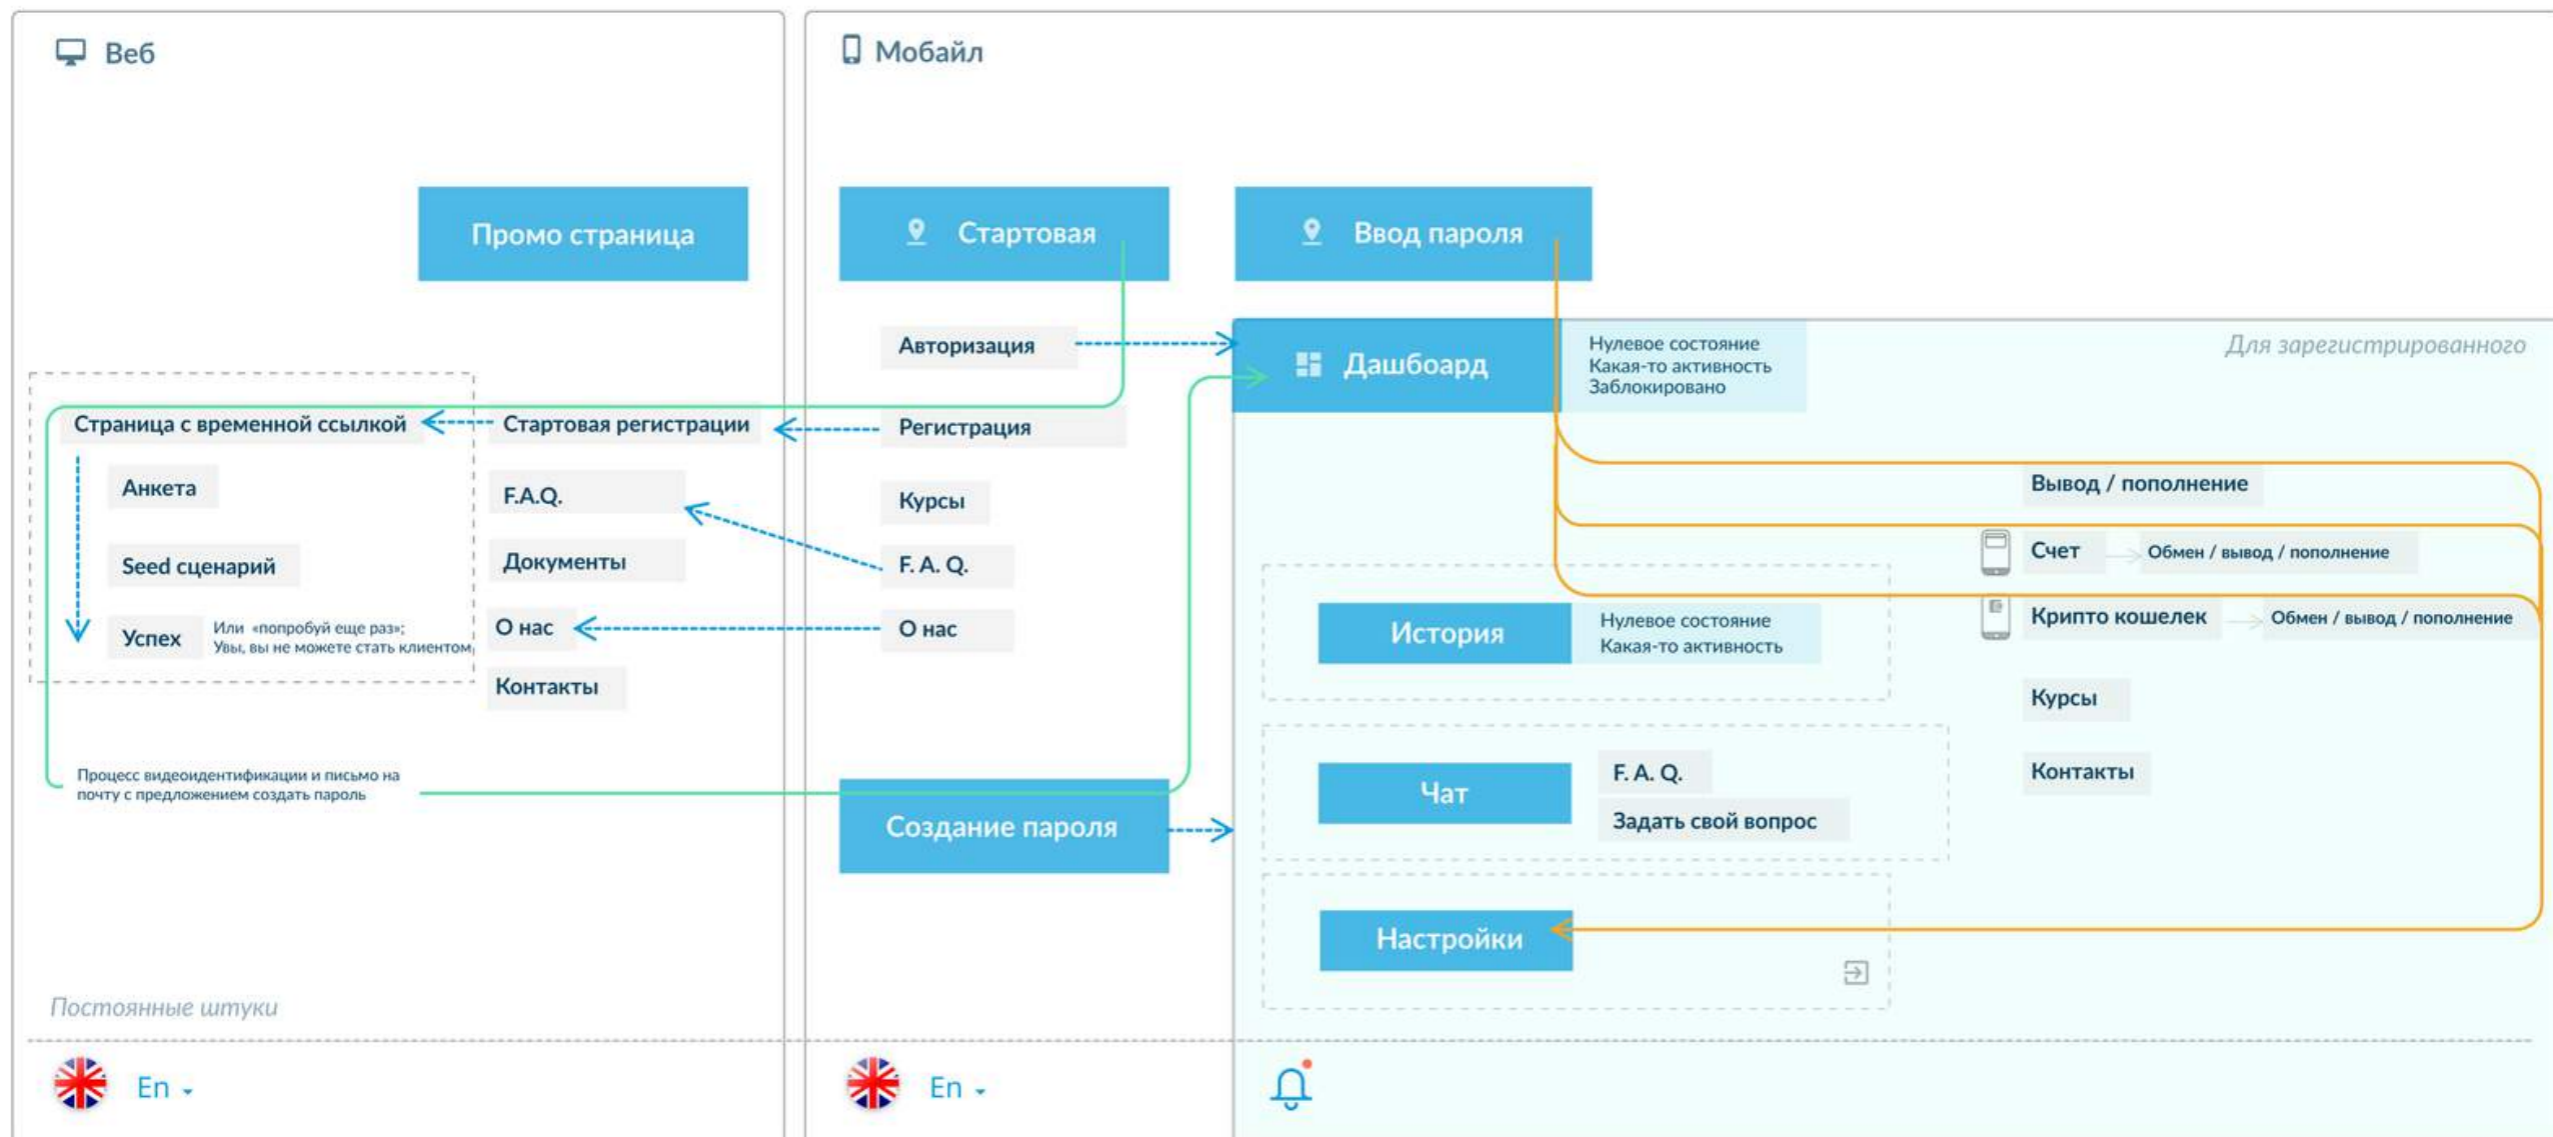 Веб
Промо страница
Страница с временной ссылкой
Анкета
Seed сценарий
Успех
Или «попробуй еще раз»;
Увы, вы не можете стать клиентом
Стартовая регистрации
F.A.Q.
Документы
О нас
Контакты
Процесс видеоидентификации и письмо на
почту с предложением создать пароль
Постоянные штуки
En
Мобайл
Стартовая
Авторизация
Регистрация
Курсы
F. A. Q.
О нас
Создание пароля
En
Ввод пароля
Дашбоард
Нулевое состояние
Какая-то активность
Заблокировано
Для зарегистрированного
История
Нулевое состояние
Какая-то активность
Чат
F. A. Q.
Задать свой вопрос
Настройки
Вывод / пополнение
Счет
Обмен / вывод / пополнение
Крипто кошелек
Обмен / вывод / пополнение
Курсы
Контакты